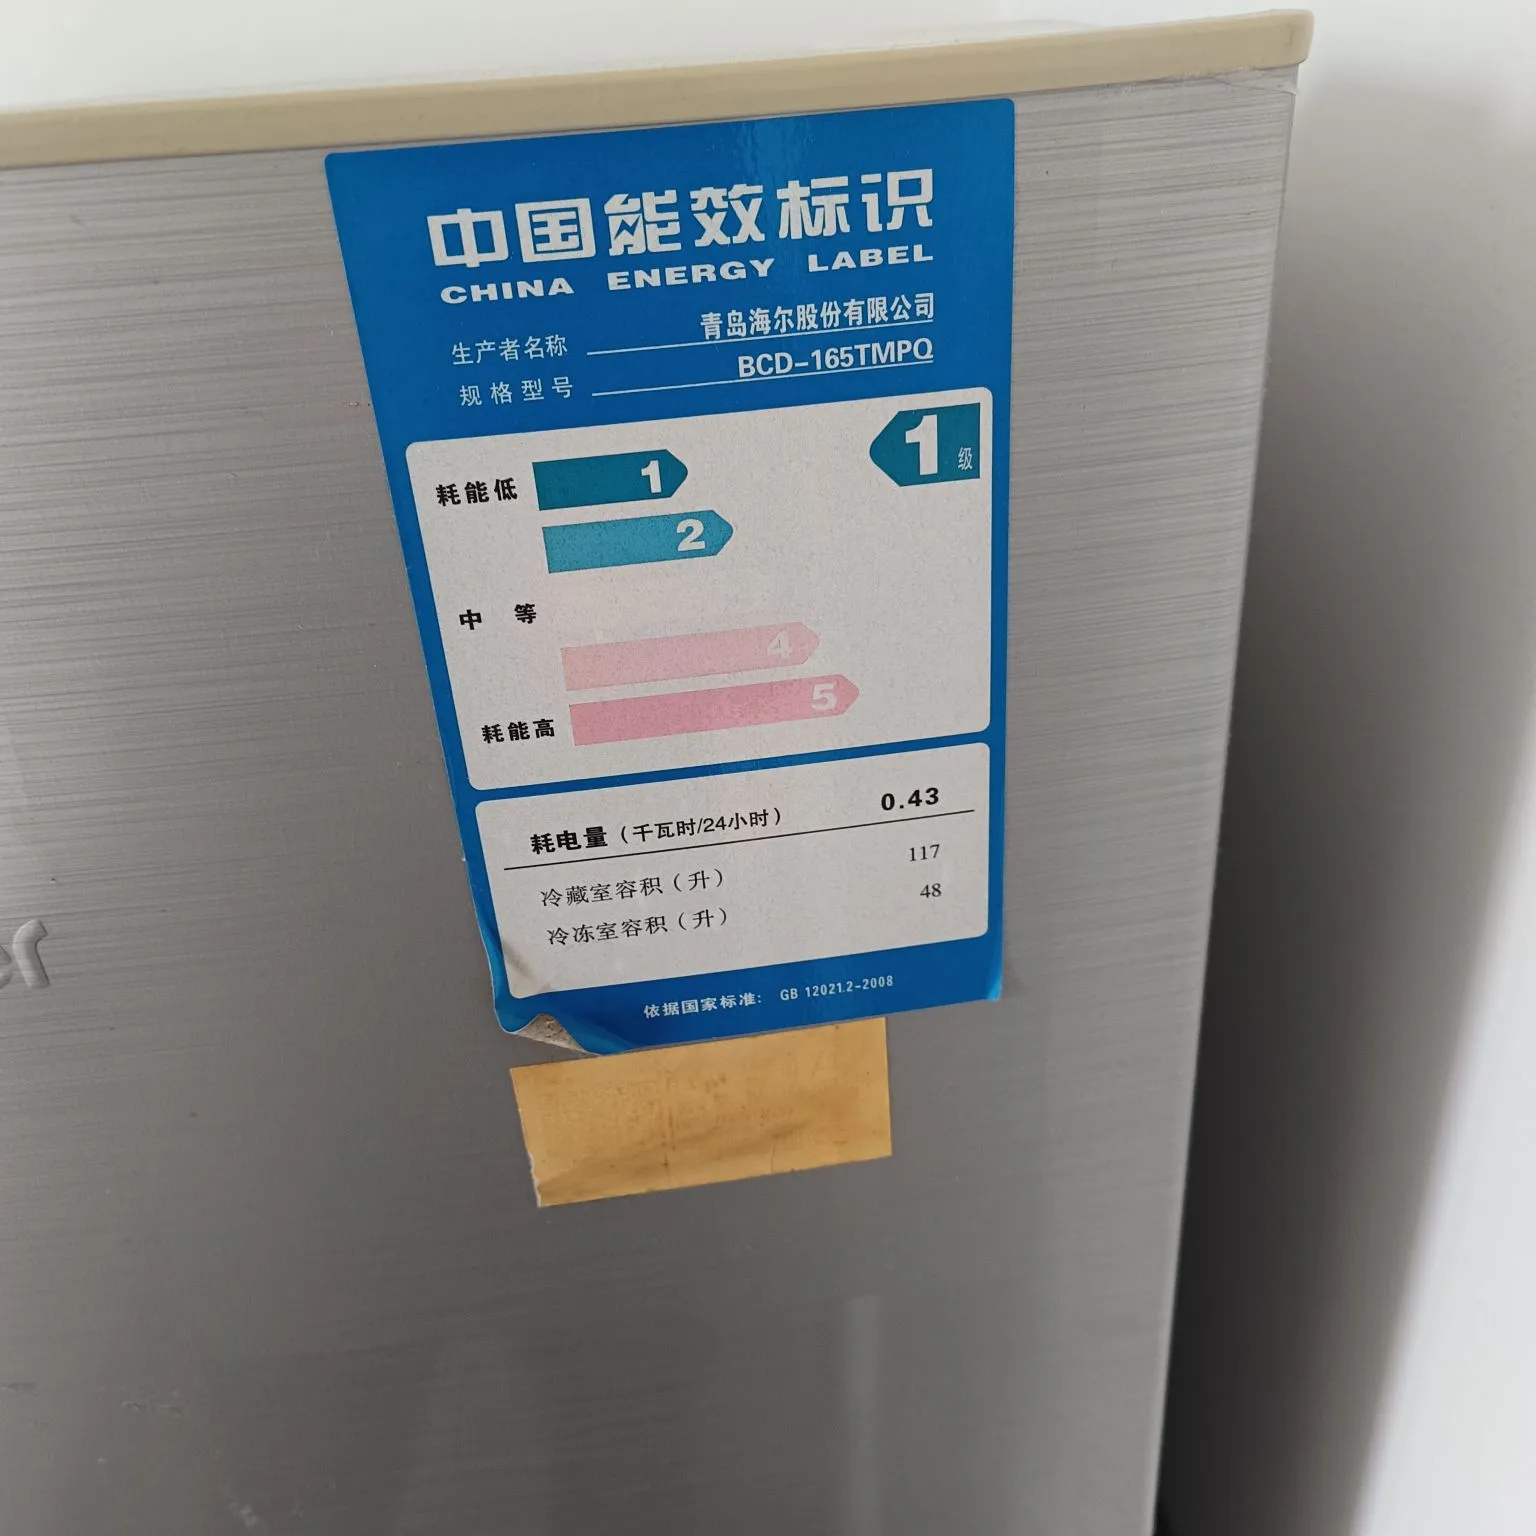 中国能效标识
CHINA ENERGY LABEL
生产者名称 青岛海尔股份有限公司
规格型号 BCD-165TMPQ
1级
耗能低 1
2
中等
4
耗能高 5
耗电量（千瓦时/24小时） 0.43
冷藏室容积（升） 117
冷冻室容积（升） 48
依据国家标准: GB 12021.2-2008
er